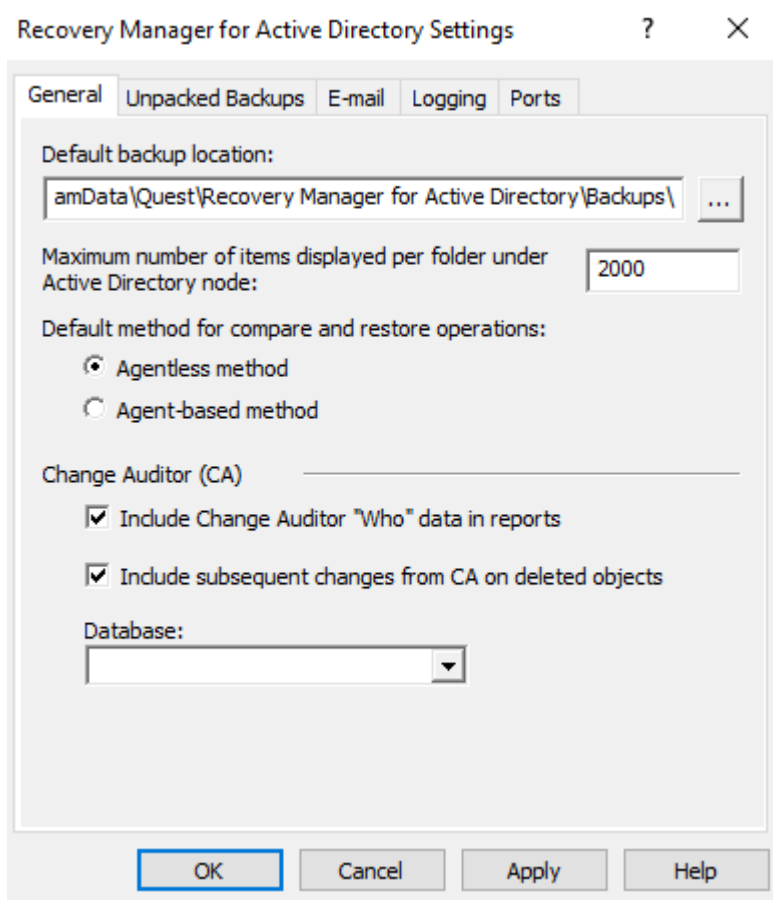 Recovery Manager for Active Directory Settings
General Unpacked Backups E-mail Logging Ports
Default backup location:
amData\Quest\Recovery Manager for Active Directory\Backups\ ...
Maximum number of items displayed per folder under
Active Directory node:
2000
Default method for compare and restore operations:
Agentless method
Agent-based method
Change Auditor (CA)
Include Change Auditor "Who" data in reports
Include subsequent changes from CA on deleted objects
Database:
OK Cancel Apply Help